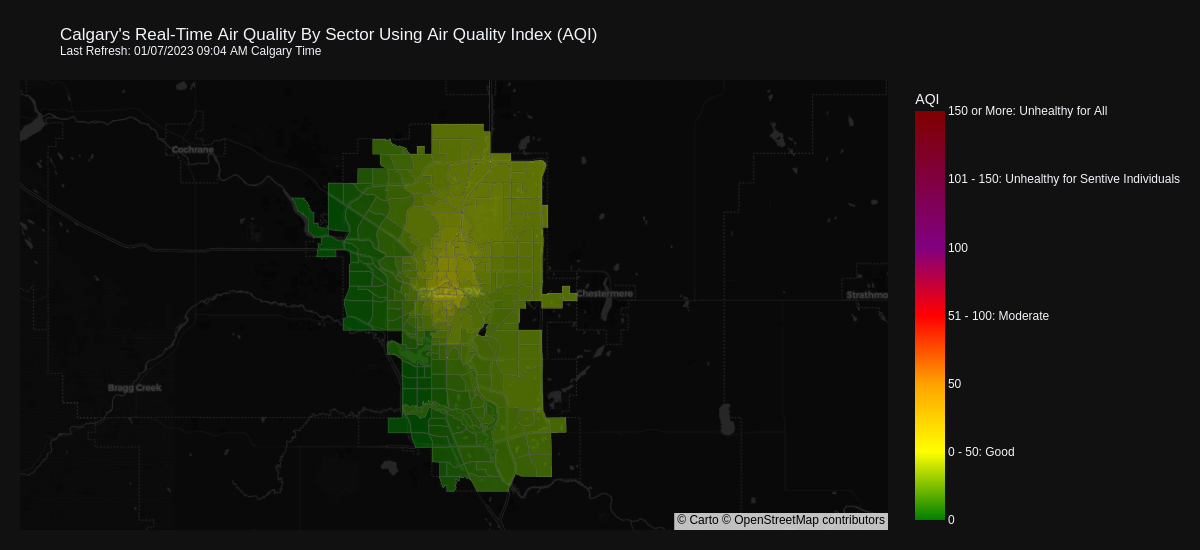 Calgary's Real-Time Air Quality By Sector Using Air Quality Index (AQI)
Last Refresh: 01/07/2023 09:04 AM Calgary Time
AQI
150 or More: Unhealthy for All
Cochrane
101 - 150: Unhealthy for Sentive Individuals
100
Chestermere
Strathmo
51 - 100: Moderate
50
Bragg Creek
0 - 50: Good
© Carto © OpenStreetMap contributors
0